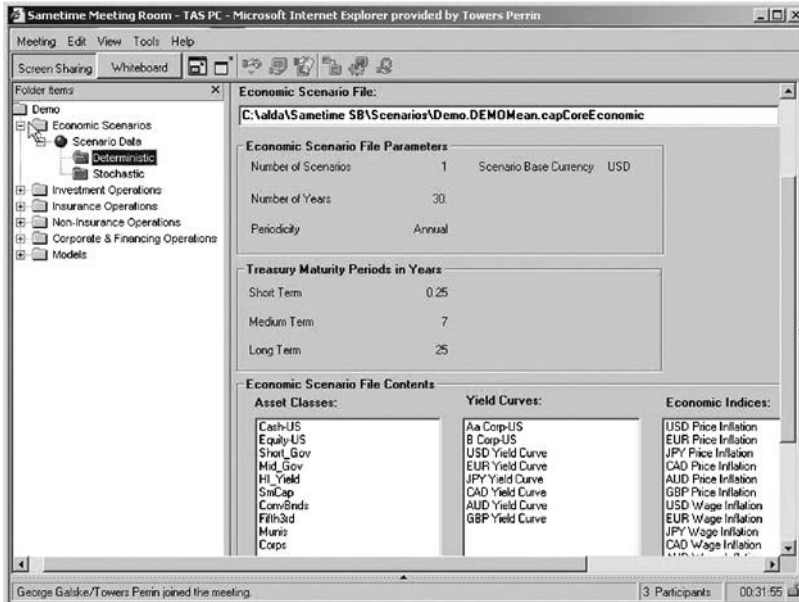 Sametime Meeting Room - TAS PC - Microsoft Internet Explorer provided by Towers Perrin
Meeting Edit View Tools Help
Screen Sharing Whiteboard
Folder Items
Demo
Economic Scenarios
Scenario Data
Deterministic
Stochastic
Investment Operations
Insurance Operations
Non-Insurance Operations
Corporate & Financing Operations
Models
Economic Scenario File:
C:\alda\Sametime SB\Scenarios\Demo.DEMOMean.capCoreEconomic
Economic Scenario File Parameters
Number of Scenarios 1 Scenario Base Currency USD
Number of Years 30.
Periodicity Annual
Treasury Maturity Periods in Years
Short Term 0.25
Medium Term 7
Long Term 25
Economic Scenario File Contents
Asset Classes:
Cash-US
Equity-US
Short_Gov
Mid_Gov
HI_Yield
SmCap
ConvBnds
Fifth3rd
Munis
Corps
Yield Curves:
Aa Corp-US
B Corp-US
USD Yield Curve
EUR Yield Curve
JPY Yield Curve
CAD Yield Curve
AUD Yield Curve
GBP Yield Curve
Economic Indices:
USD Price Inflation
EUR Price Inflation
JPY Price Inflation
CAD Price Inflation
AUD Price Inflation
GBP Price Inflation
USD Wage Inflation
EUR Wage Inflation
JPY Wage Inflation
CAD Wage Inflation
George Galske/Towers Perrin joined the meeting.
3 Participants 00:31:55